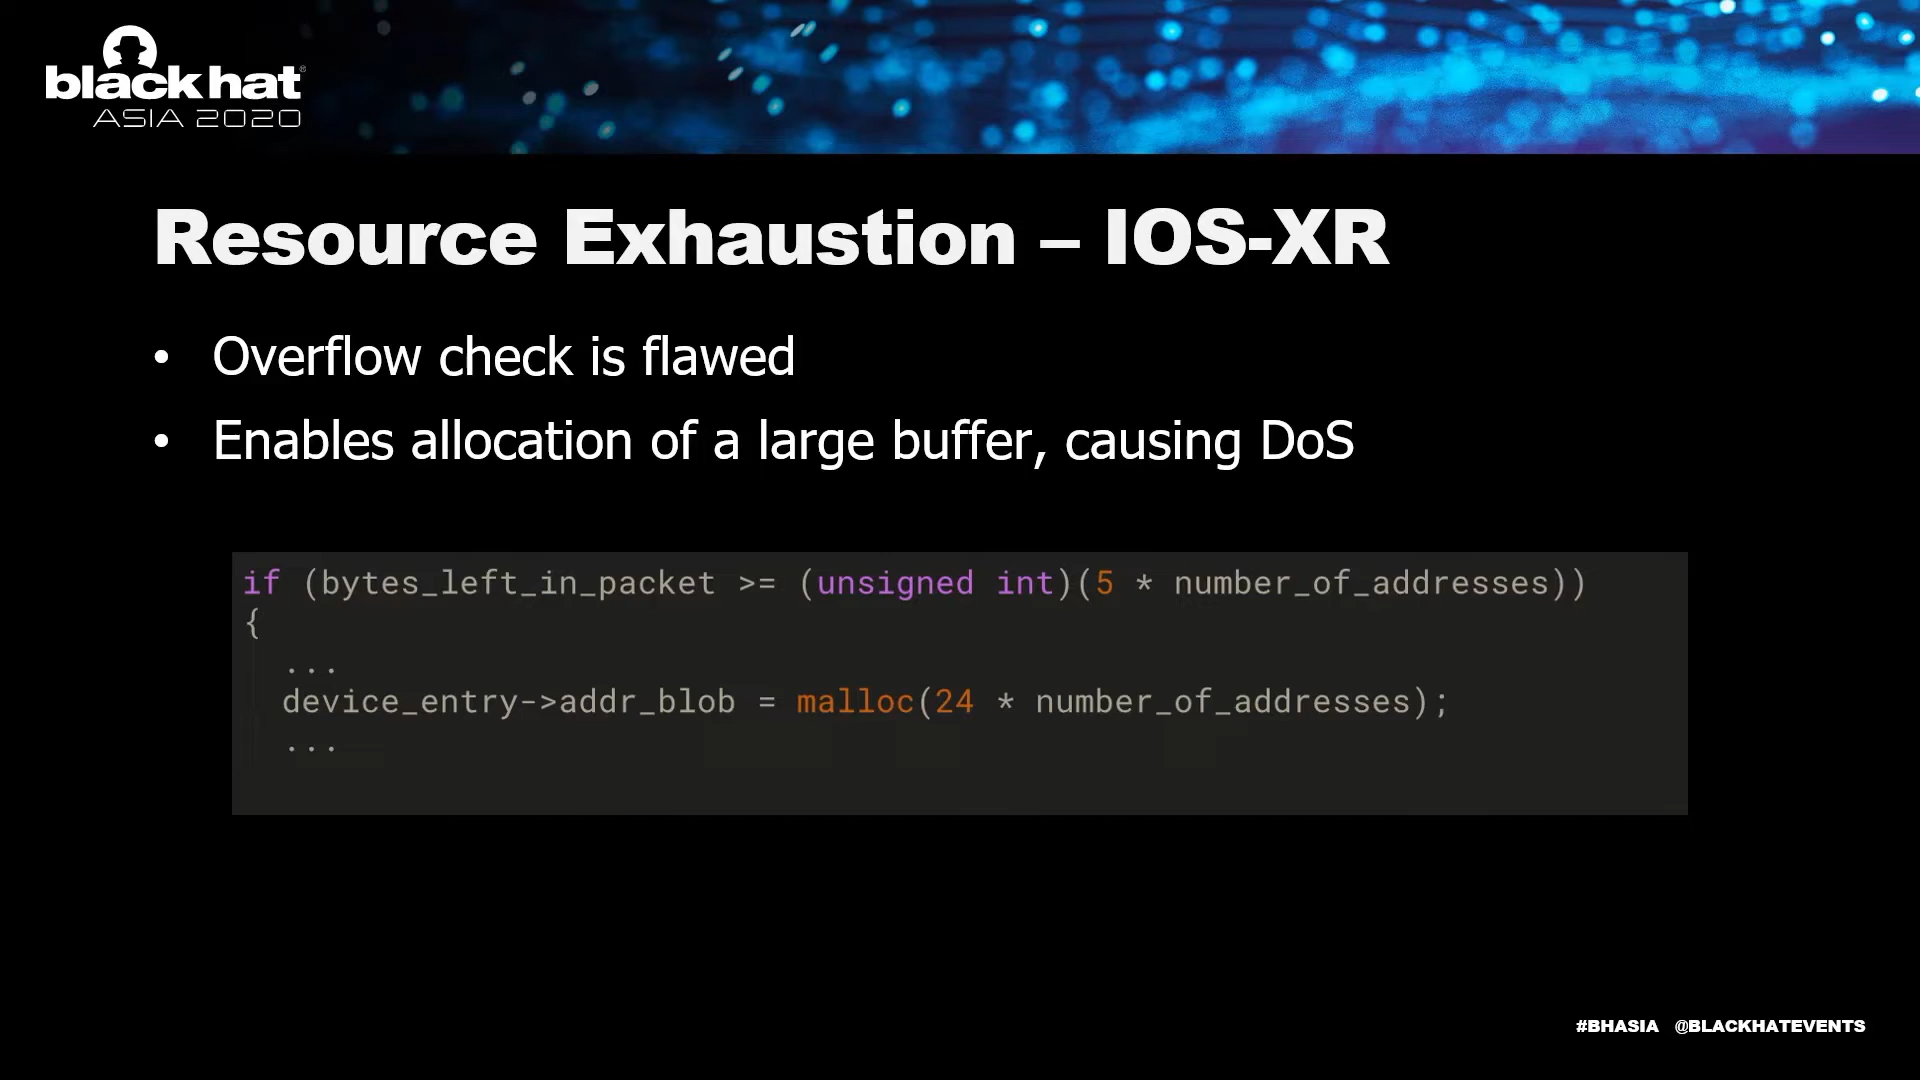 black hat®
ASIA 2020
Resource Exhaustion – IOS-XR
• Overflow check is flawed
• Enables allocation of a large buffer, causing DoS
if (bytes_left_in_packet >= (unsigned int)(5 * number_of_addresses))
{
...
device_entry->addr_blob = malloc(24 * number_of_addresses);
...
#BHASIA @BLACKHATEVENTS